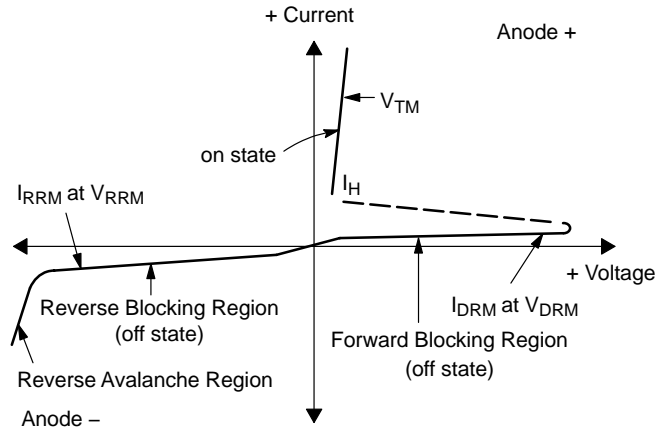 + Current
Anode +
VTM
on state
IH
IRRM at VRRM
+ Voltage
IDRM at VDRM
Reverse Blocking Region
(off state)
Forward Blocking Region
(off state)
Reverse Avalanche Region
Anode –